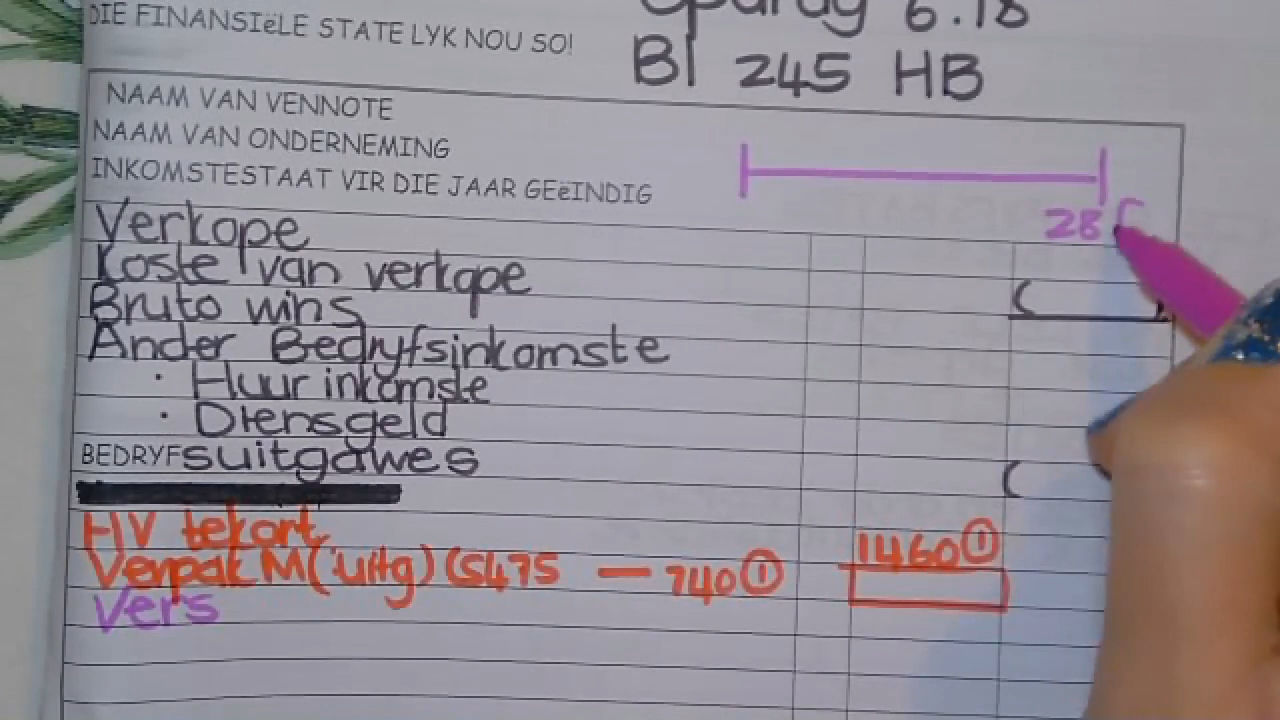 DIE FINANSIëLE STATE LYK NOU SO!
6.18
Bl 245 HB
NAAM VAN VENNOTE
NAAM VAN ONDERNEMING
INKOMSTESTAAT VIR DIE JAAR GEëINDIG
28 F
Verkope
Koste van verkope
(
Bruto wins
Ander Bedryfsinkomste
· Huur inkomste
· Diensgeld
BEDRYFsuitgawes
(
HV tekort 1460 ①
Verpak M (uitg) (5475 — 740 ①
Vers